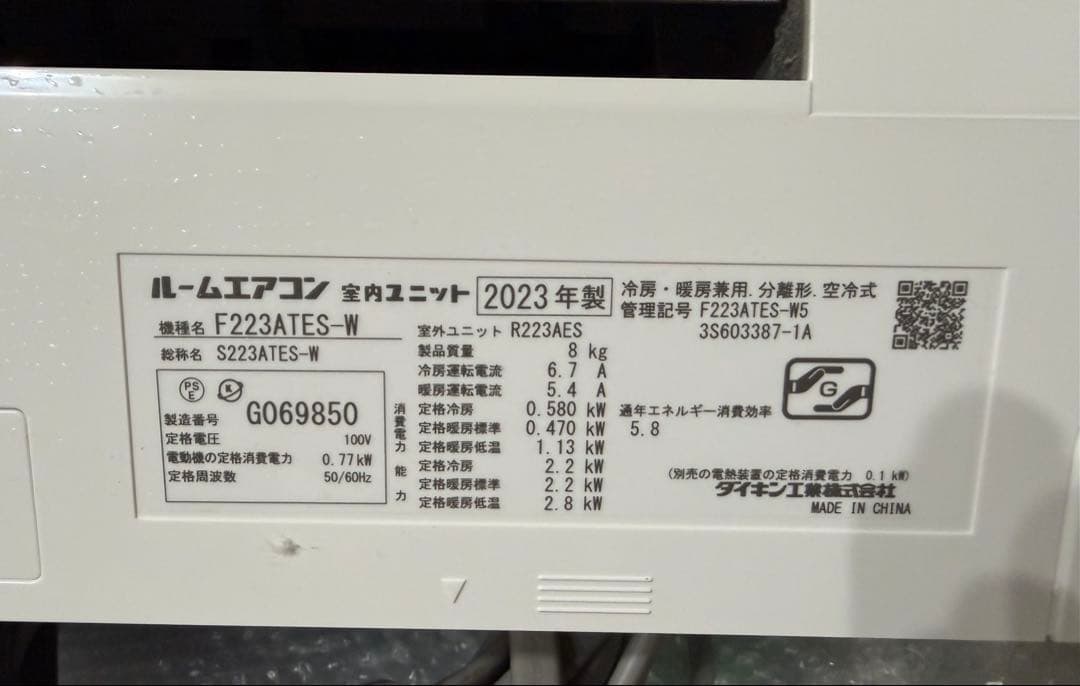 ルームエアコン 室内ユニット 2023年製
機種名 F223ATES-W
総称名 S223ATES-W
PS
E
K
製造番号 G069850
定格電圧 100V
電動機の定格消費電力 0.77kW
定格周波数 50/60Hz
室外ユニット R223AES
製品質量 8 kg
冷房運転電流 6.7 A
暖房運転電流 5.4 A
消費電力
定格冷房 0.580 kW
定格暖房標準 0.470 kW
定格暖房低温 1.13 kW
能力
定格冷房 2.2 kW
定格暖房標準 2.2 kW
定格暖房低温 2.8 kW
冷房・暖房兼用.分離形.空冷式
管理記号 F223ATES-W5
3S603387-1A
G
通年エネルギー消費効率
5.8
(別売の電熱装置の定格消費電力 0.1 kW)
ダイキン工業株式会社
MADE IN CHINA